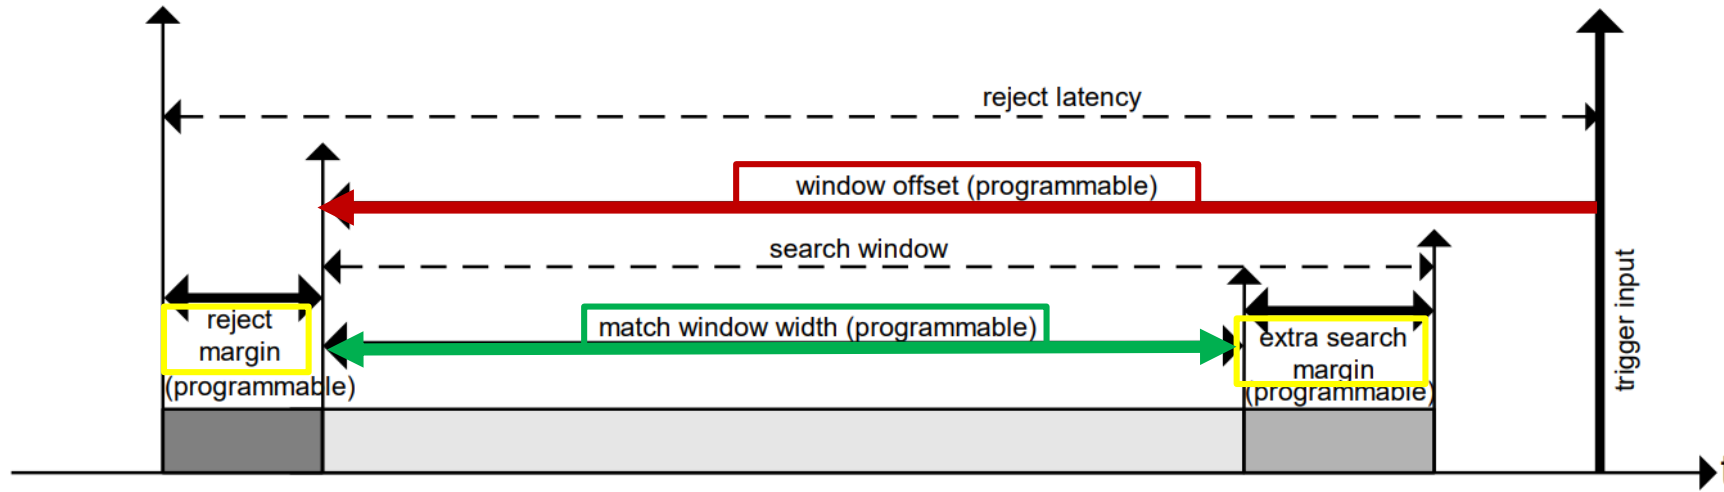 reject latency
window offset (programmable)
search window
reject
margin
(programmable)
match window width (programmable)
extra search
margin
(programmable)
trigger input